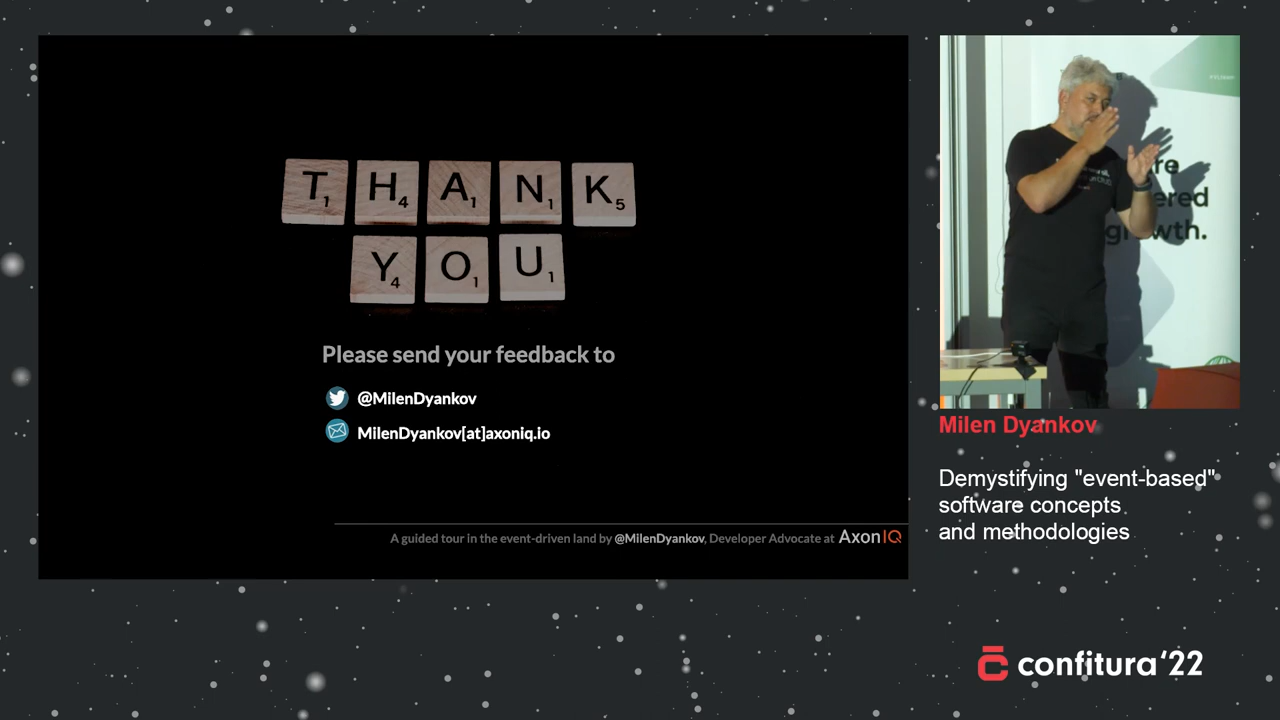 THANK
YOU
Please send your feedback to
@MilenDyankov
MilenDyankov[at]axoniq.io
A guided tour in the event-driven land by @MilenDyankov, Developer Advocate at AxonIQ
growth.
Milen Dyankov
Demystifying "event-based"
software concepts
and methodologies
confitura '22